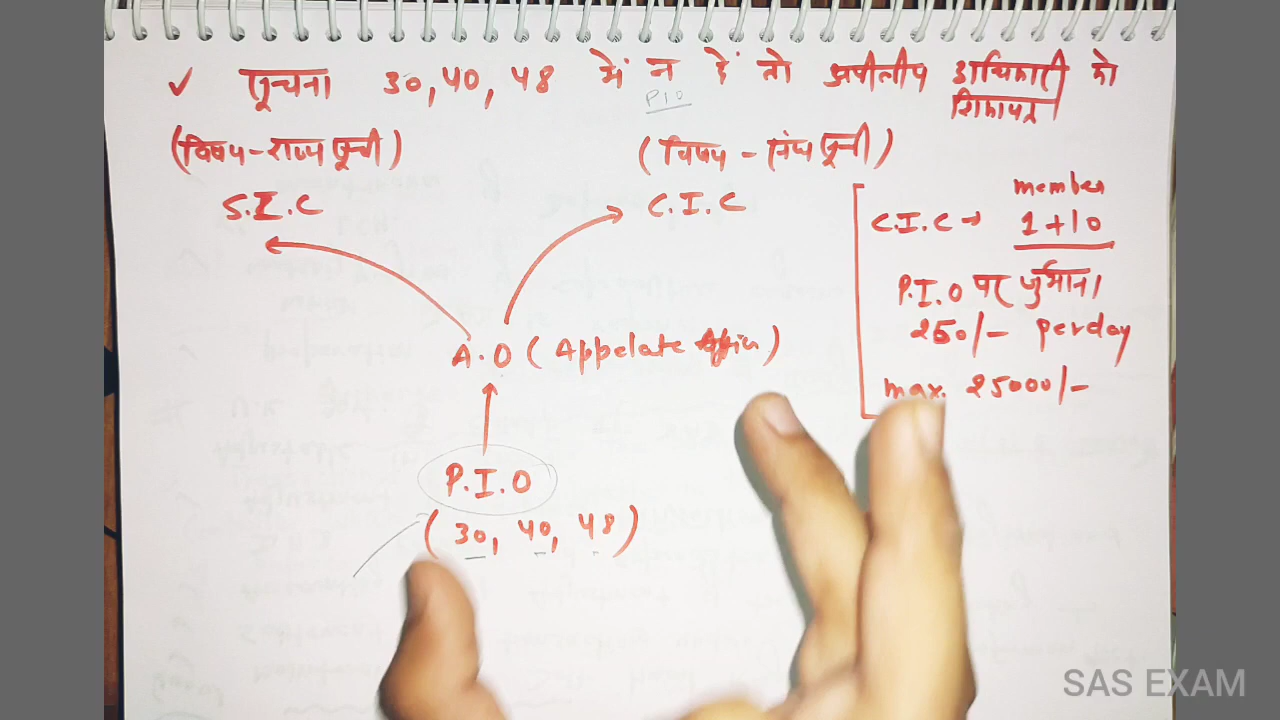 ✓ सूचना 30, 40, 48 में न दें तो अपीलीय अधिकारी को
P10
शिकायत
(विषय - राज्य सूची)
(विषय - संघ सूची)
S.I.C
C.I.C
member
C.I.C → 1+10
P.I.O पर जुर्माना
250/- perday
max. 25000/-
A.O (Appelate
P.I.O
(30, 40, 48)
SAS EXAM